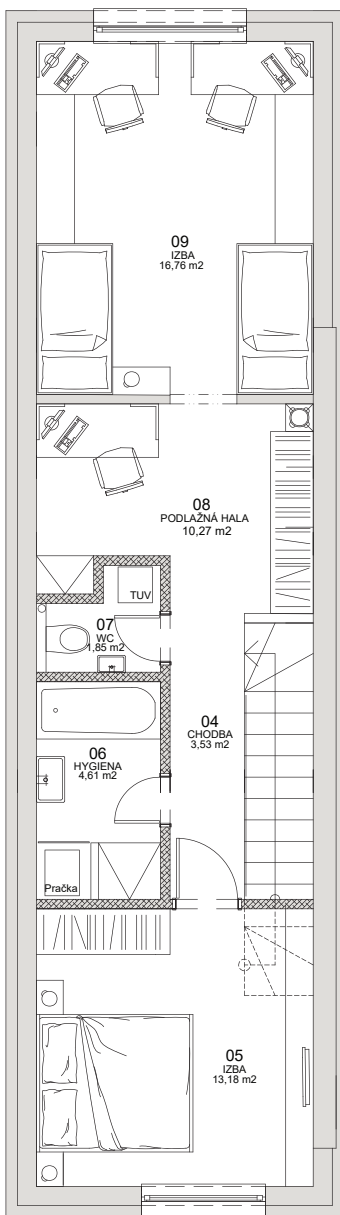 09
IZBA
16,76 m2
08
PODLAŽNÁ HALA
10,27 m2
TUV
07
WC
1,85 m2
04
CHODBA
3,53 m2
06
HYGIENA
4,61 m2
Pračka
05
IZBA
13,18 m2